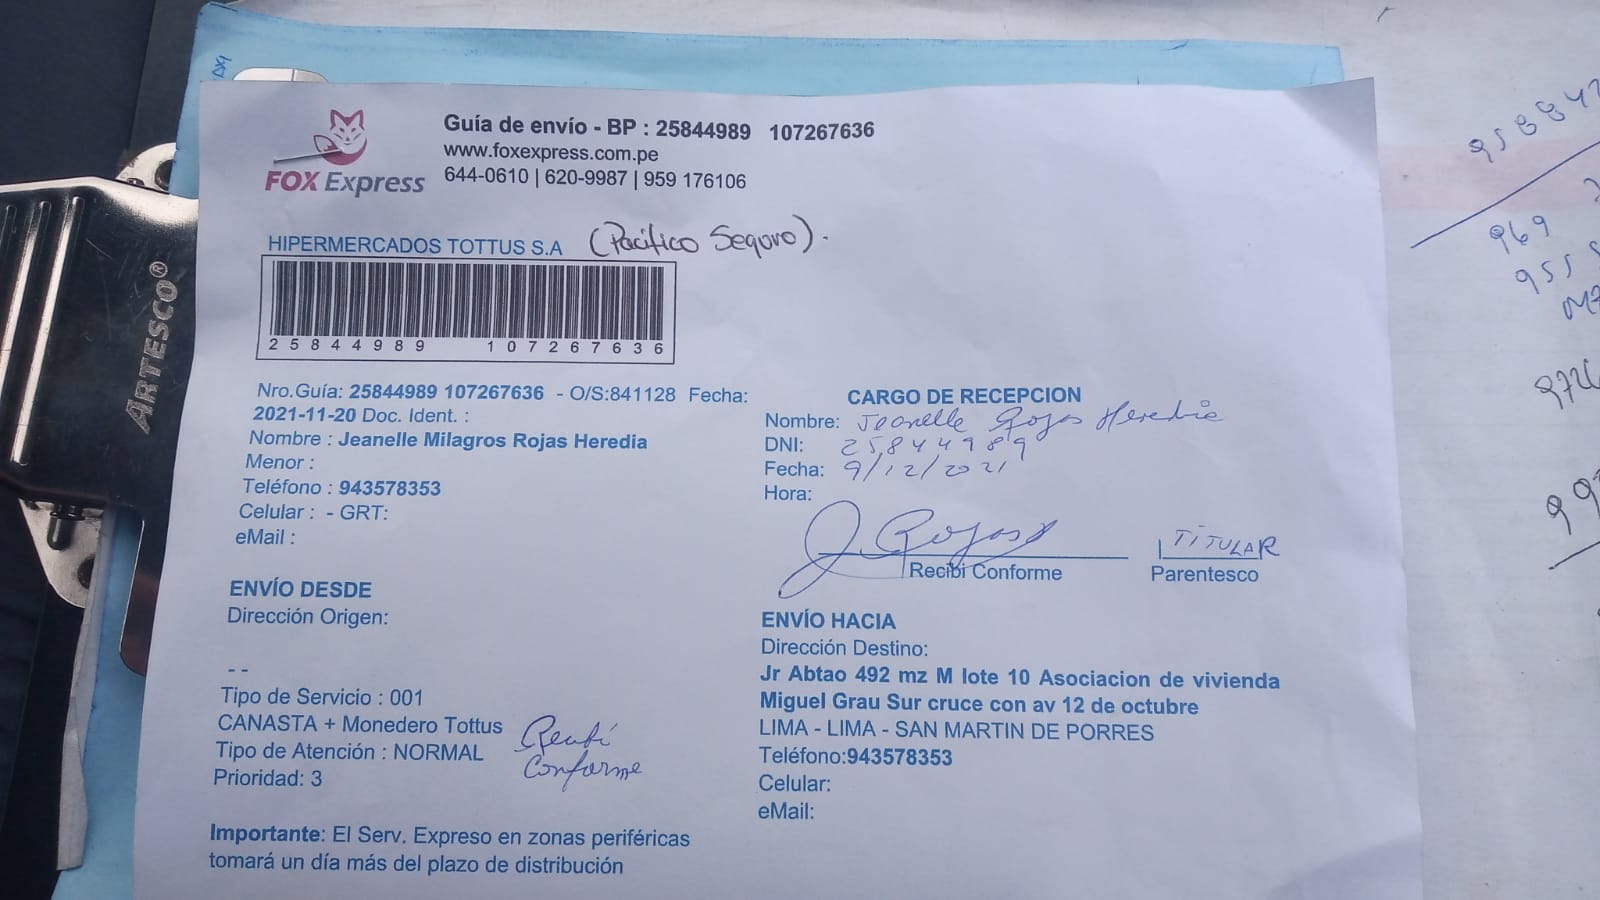 FOX Express
Guía de envío - BP : 25844989 107267636
www.foxexpress.com.pe
644-0610 | 620-9987 | 959 176106
HIPERMERCADOS TOTTUS S.A (Pacifico Seguro).
25844989 107267636
Nro.Guía: 25844989 107267636 - O/S:841128 Fecha:
2021-11-20 Doc. Ident. :
Nombre : Jeanelle Milagros Rojas Heredia
Menor :
Teléfono : 943578353
Celular : - GRT:
eMail :
CARGO DE RECEPCION
Nombre: Jeanelle Rojas Heredia
DNI: 25844989
Fecha: 9/12/2021
Hora:
J. Rojas
TITULAR
Recibi Conforme
Parentesco
ENVÍO DESDE
Dirección Origen:
- -
Tipo de Servicio : 001
CANASTA + Monedero Tottus
Tipo de Atención : NORMAL
Prioridad: 3
Recibí
Conforme
ENVÍO HACIA
Dirección Destino:
Jr Abtao 492 mz M lote 10 Asociacion de vivienda
Miguel Grau Sur cruce con av 12 de octubre
LIMA - LIMA - SAN MARTIN DE PORRES
Teléfono:943578353
Celular:
eMail:
Importante: El Serv. Expreso en zonas periféricas
tomará un día más del plazo de distribución
ARTESCO®
969